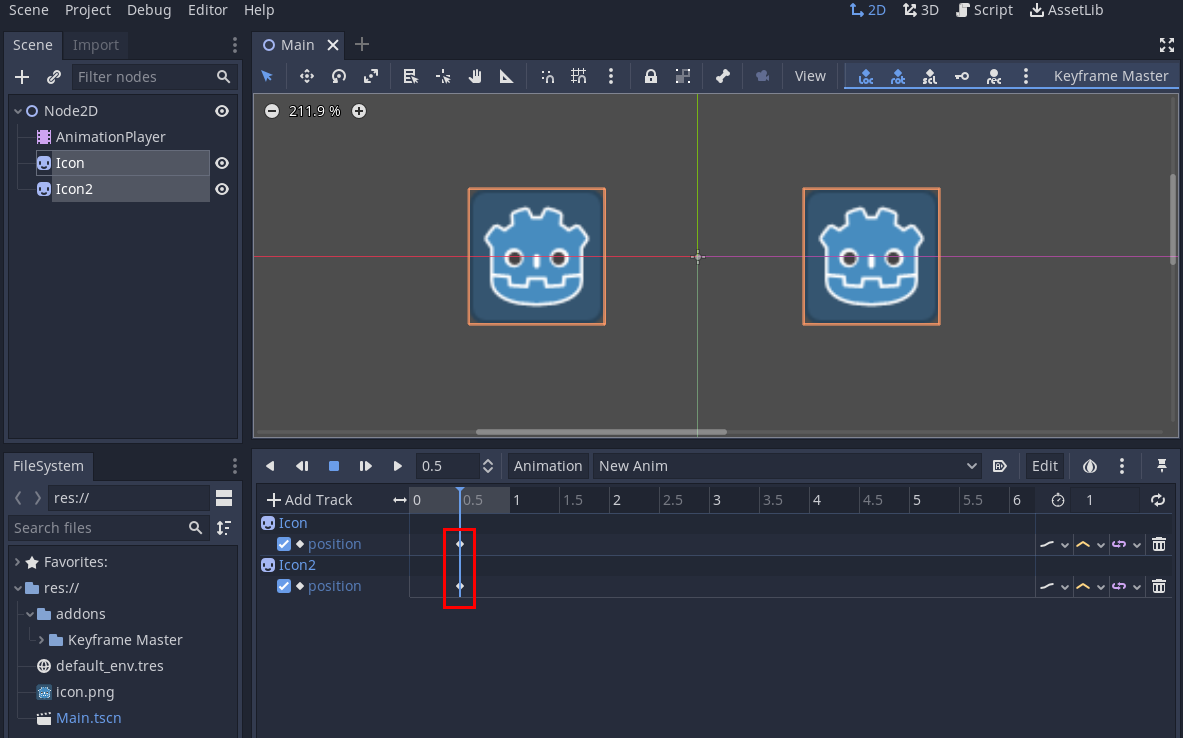 Scene Project Debug Editor Help 2D 3D Script AssetLib
Scene Import
Main
Filter nodes
View
loc rot scl rec
Keyframe Master
Node2D
AnimationPlayer
Icon
Icon2
211.9 %
FileSystem
res://
Search files
Favorites:
res://
addons
Keyframe Master
default_env.tres
icon.png
Main.tscn
0.5 Animation New Anim Edit
Add Track 0 0.5 1 1.5 2 2.5 3 3.5 4 4.5 5 5.5 6 1
Icon
position
Icon2
position